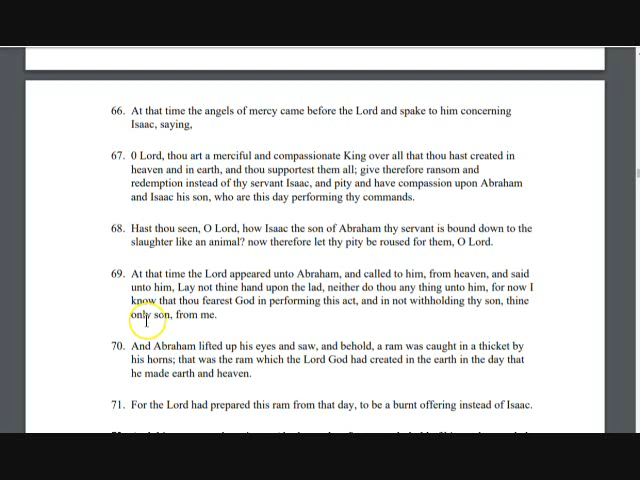 66. At that time the angels of mercy came before the Lord and spake to him concerning
Isaac, saying,
67. 0 Lord, thou art a merciful and compassionate King over all that thou hast created in
heaven and in earth, and thou supportest them all; give therefore ransom and
redemption instead of thy servant Isaac, and pity and have compassion upon Abraham
and Isaac his son, who are this day performing thy commands.
68. Hast thou seen, O Lord, how Isaac the son of Abraham thy servant is bound down to the
slaughter like an animal? now therefore let thy pity be roused for them, O Lord.
69. At that time the Lord appeared unto Abraham, and called to him, from heaven, and said
unto him, Lay not thine hand upon the lad, neither do thou any thing unto him, for now I
know that thou fearest God in performing this act, and in not withholding thy son, thine
only son, from me.
70. And Abraham lifted up his eyes and saw, and behold, a ram was caught in a thicket by
his horns; that was the ram which the Lord God had created in the earth in the day that
he made earth and heaven.
71. For the Lord had prepared this ram from that day, to be a burnt offering instead of Isaac.